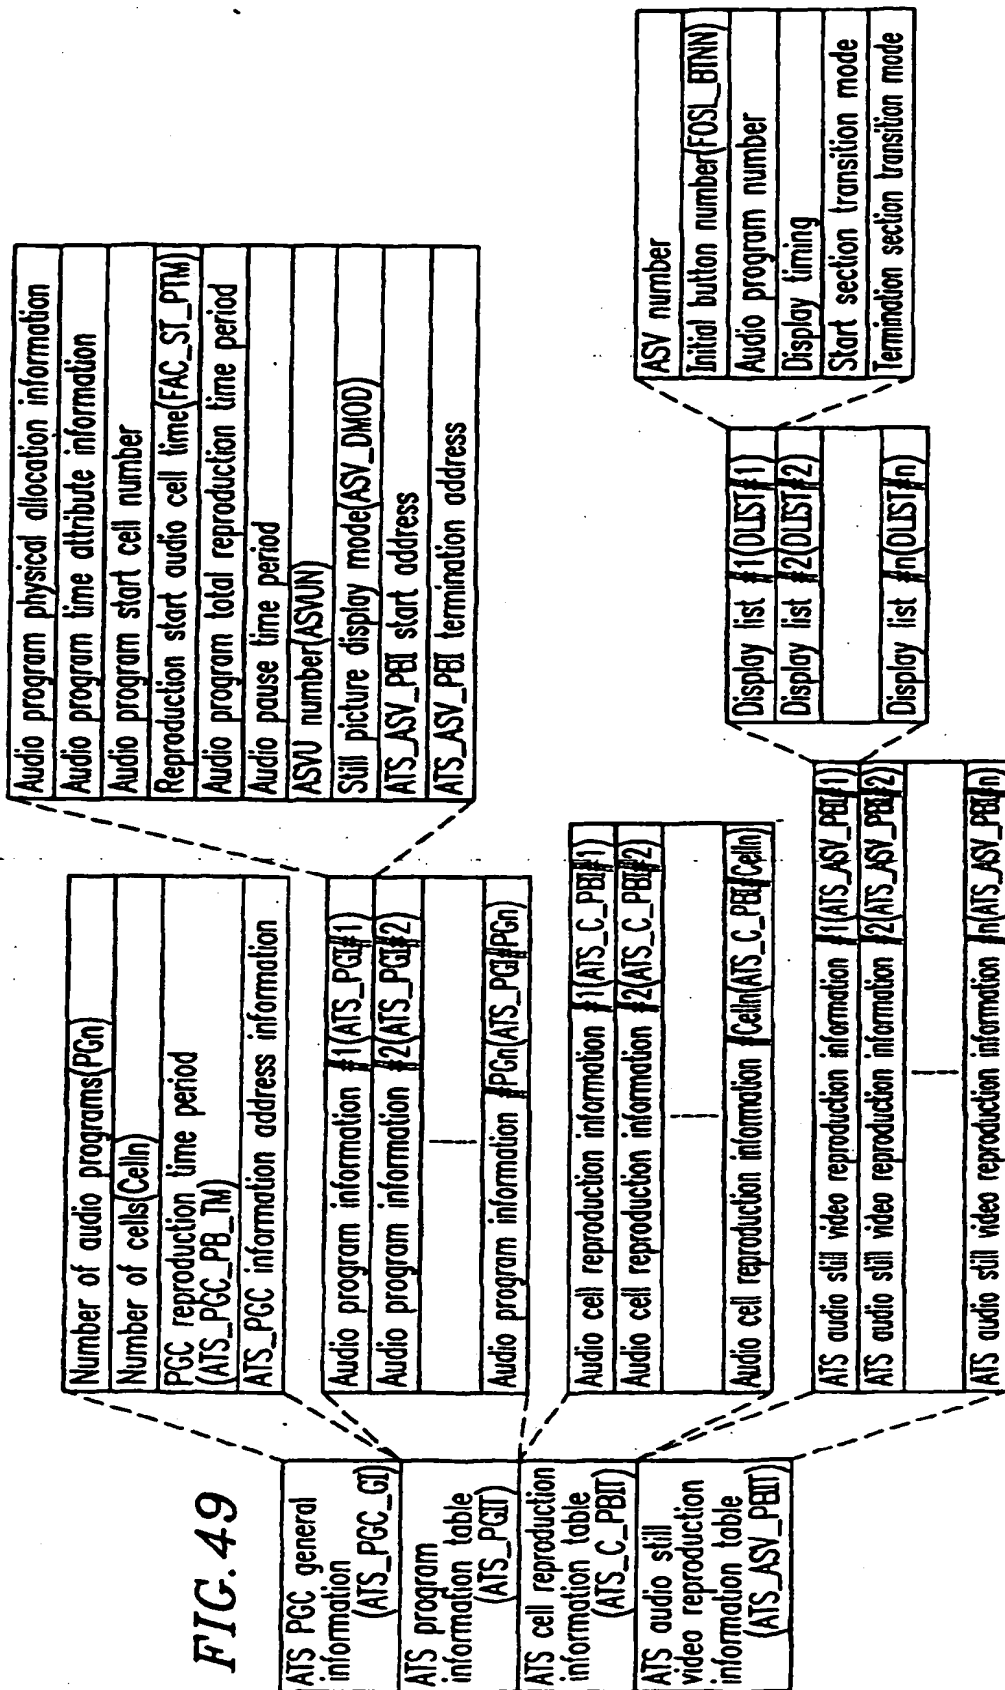 FIG. 49
ATS PGC general
information
(ATS_PGC_GI)
ATS program
information table
(ATS_PGIT)
ATS cell reproduction
information table
(ATS_C_PBIT)
ATS audio still
video reproduction
information table
(ATS_ASV_PBIT)
Number of audio programs(PGn)
Number of cells(Celln)
PGC reproduction time period
(ATS_PGC_PB_TM)
ATS_PGC information address information
Audio program information #1(ATS_PGI#1)
Audio program information #2(ATS_PGI#2)
Audio program information #PGn(ATS_PGI#PGn)
Audio cell reproduction information #1(ATS_C_PBI#1)
Audio cell reproduction information #2(ATS_C_PBI#2)
Audio cell reproduction information #Celln(ATS_C_PBI#Celln)
ATS audio still video reproduction information #1(ATS_ASV_PBI#1)
ATS audio still video reproduction information #2(ATS_ASV_PBI#2)
ATS audio still video reproduction information #n(ATS_ASV_PBI#n)
Audio program physical allocation information
Audio program time attribute information
Audio program start cell number
Reproduction start audio cell time(FAC_ST_PTM)
Audio program total reproduction time period
Audio pause time period
ASVU number(ASVUN)
Still picture display mode(ASV_DMOD)
ATS_ASV_PBI start address
ATS_ASV_PBI termination address
Display list #1(DLIST#1)
Display list #2(DLIST#2)
Display list #n(DLIST#n)
ASV number
Initial button number(FOSL_BTNN)
Audio program number
Display timing
Start section transition mode
Termination section transition mode